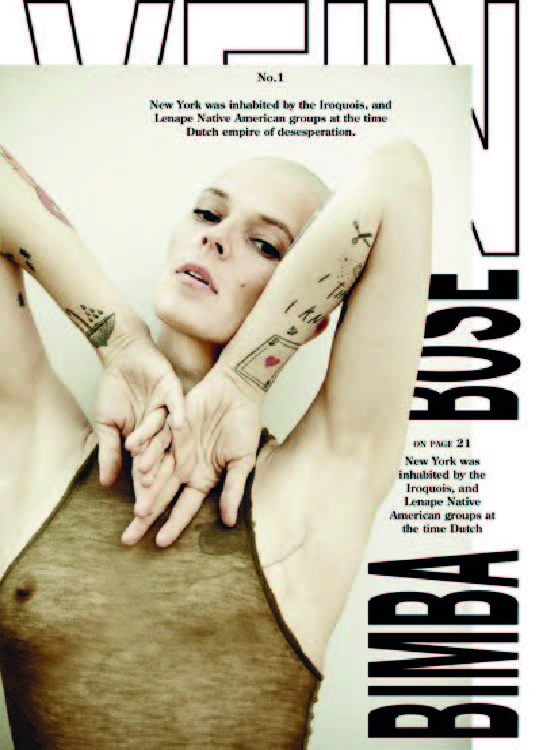 VEIN
No.1
New York was inhabited by the Iroquois, and
Lenape Native American groups at the time
Dutch empire of desesperation.
BIMBA BOSE
ON PAGE 21
New York was
inhabited by the
Iroquois, and
Lenape Native
American groups at
the time Dutch